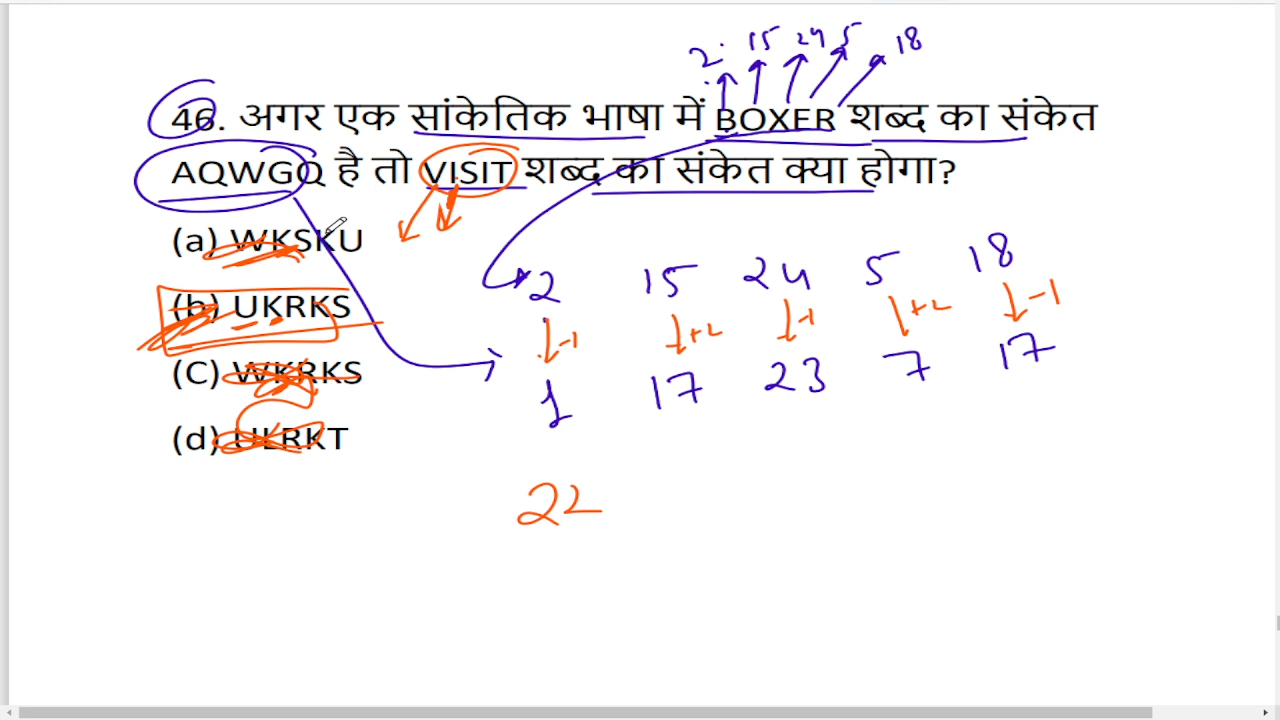 2 15 24 5 18
46. अगर एक सांकेतिक भाषा में BOXER शब्द का संकेत
AQWGQ है तो VISIT शब्द का संकेत क्या होगा?
(a) WKSKU
(b) UKRKS
(C) WKRKS
(d) ULRKT
2 15 24 5 18
-1 +2 -1 +2 -1
1 17 23 7 17
22